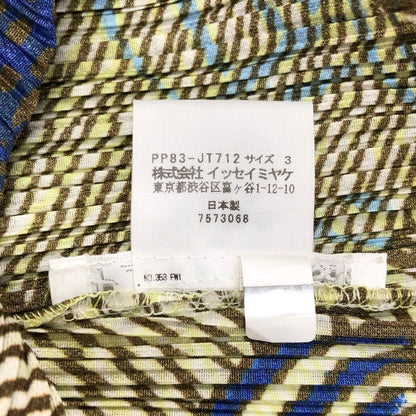 PP83-JT712 サイズ 3
株式会社 イッセイミヤケ
東京都渋谷区富ヶ谷1-12-10
日本製
7573068
NO.353 FW1